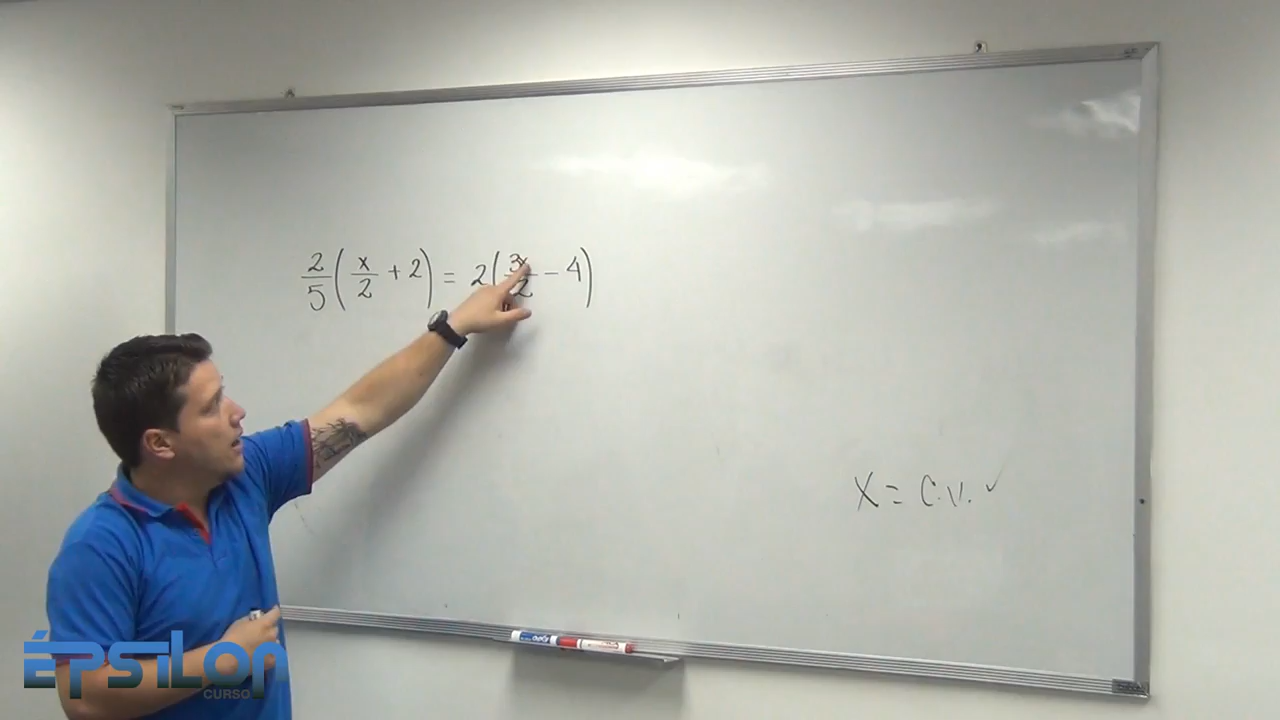 2/5 ( x/2 + 2 ) = 2 ( 3x/2 - 4 )
X = C.V. ✓
ÉPSILON
CURSO